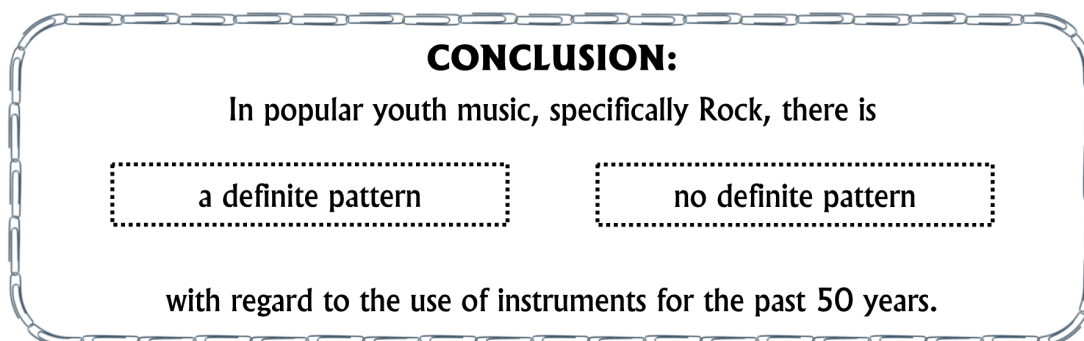 CONCLUSION:
In popular youth music, specifically Rock, there is
a definite pattern
no definite pattern
with regard to the use of instruments for the past 50 years.